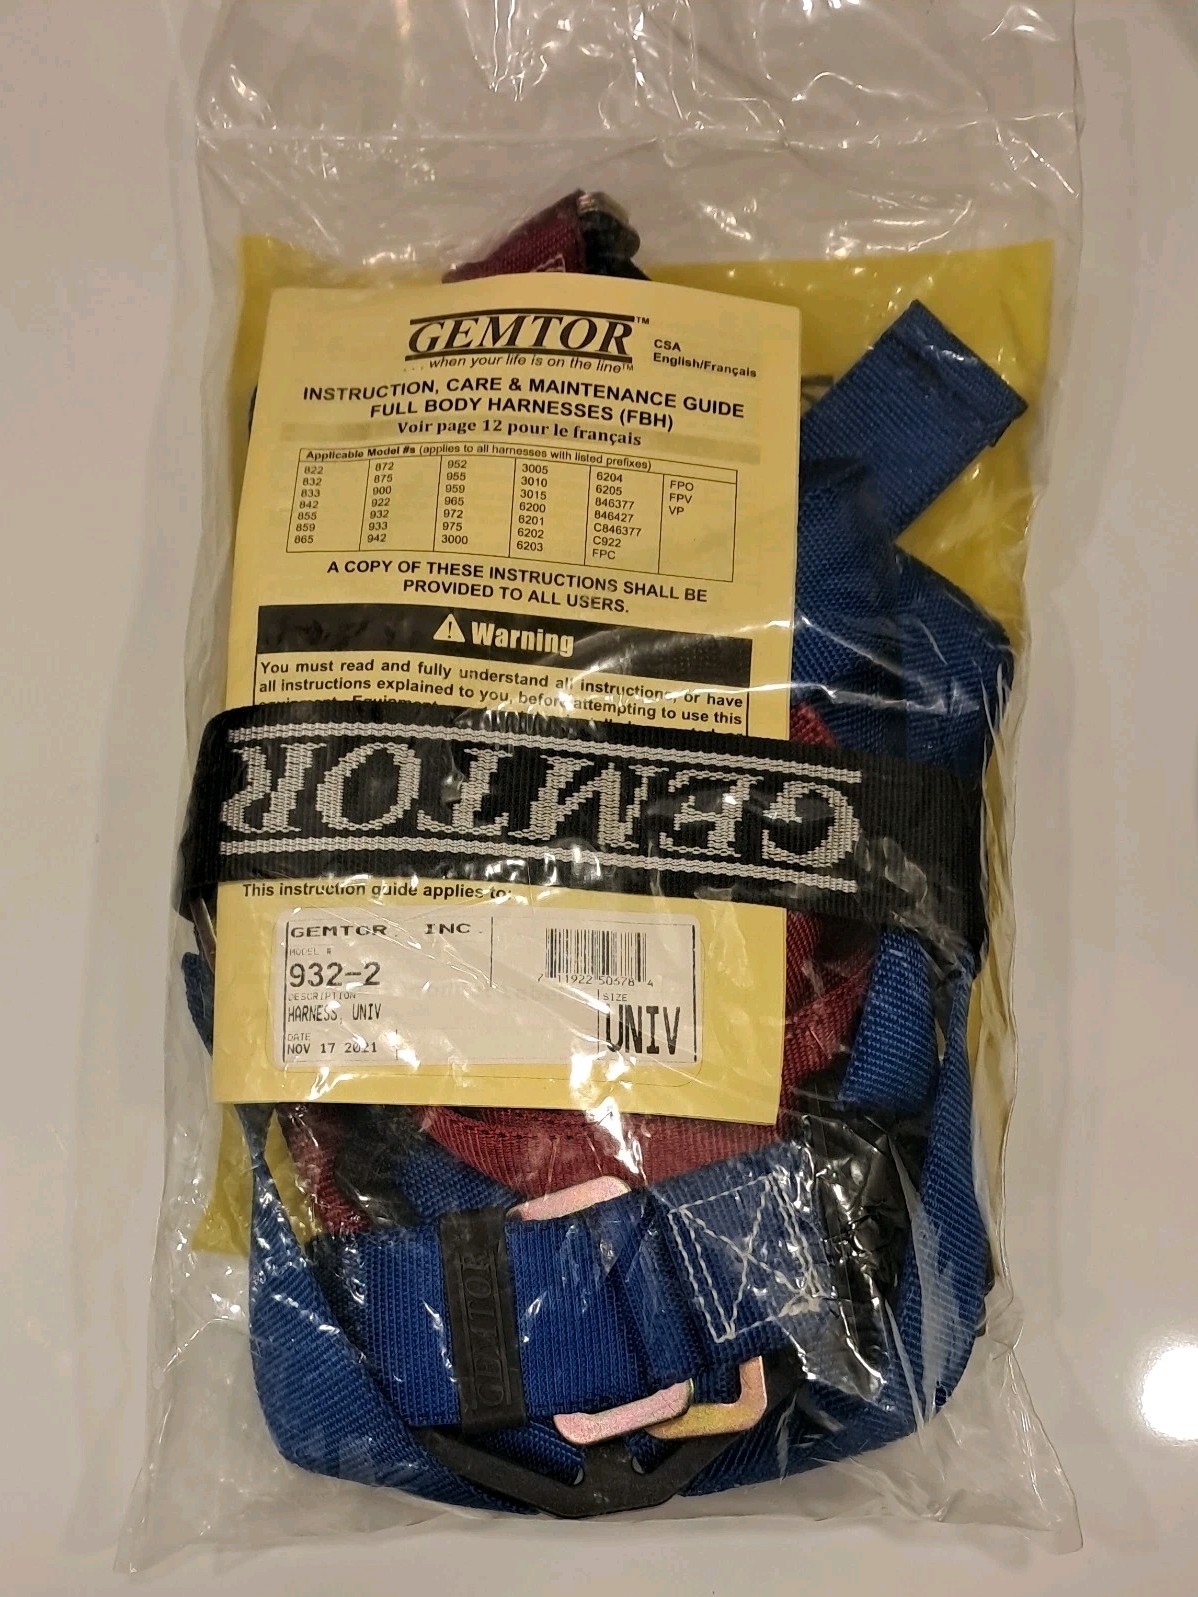 GEMTOR™
... when your life is on the line™
CSA
English/Français
INSTRUCTION, CARE & MAINTENANCE GUIDE
FULL BODY HARNESSES (FBH)
Voir page 12 pour le français
Applicable Model #s (applies to all harnesses with listed prefixes)
822 872 952 3005 6204 FPO
832 875 955 3010 6205 FPV
833 900 959 3015 846377 VP
842 922 965 6200 846427
855 932 972 6201 C846377
859 933 975 6202 C922
865 942 3000 6203 FPC
A COPY OF THESE INSTRUCTIONS SHALL BE
PROVIDED TO ALL USERS.
Warning
You must read and fully understand all instructions, or have
all instructions explained to you, before attempting to use this
GEMTOR
This instruction guide applies to:
GEMTOR, INC.
MODEL #
932-2
DESCRIPTION
HARNESS, UNIV
DATE
NOV 17 2021
7 11922 50678 4
SIZE
UNIV
GEMTOR